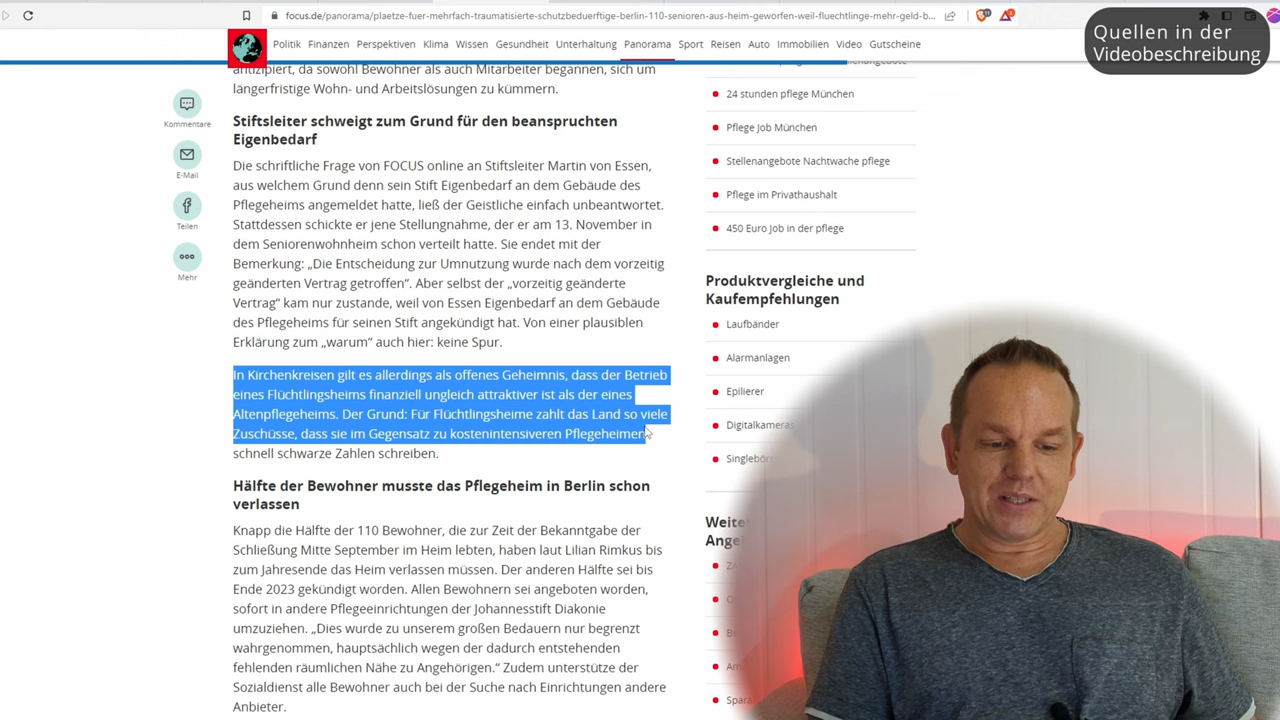 focus.de/panorama/plaetze-fuer-mehrfach-traumatisierte-schutzbeduerftige-berlin-110-senioren-aus-heim-geworfen-weil-fluechtlinge-mehr-geld-b...
Quellen in der
Videobeschreibung
Politik Finanzen Perspektiven Klima Wissen Gesundheit Unterhaltung Panorama Sport Reisen Auto Immobilien Video Gutscheine
antizipiert, da sowohl Bewohner als auch Mitarbeiter begannen, sich um
längerfristige Wohn- und Arbeitslösungen zu kümmern.
Kommentare
E-Mail
Teilen
Mehr
Stiftsleiter schweigt zum Grund für den beanspruchten
Eigenbedarf
Die schriftliche Frage von FOCUS online an Stiftsleiter Martin von Essen,
aus welchem Grund denn sein Stift Eigenbedarf an dem Gebäude des
Pflegeheims angemeldet hatte, ließ der Geistliche einfach unbeantwortet.
Stattdessen schickte er jene Stellungnahme, der er am 13. November in
dem Seniorenwohnheim schon verteilt hatte. Sie endet mit der
Bemerkung: „Die Entscheidung zur Umnutzung wurde nach dem vorzeitig
geänderten Vertrag getroffen“. Aber selbst der „vorzeitig geänderte
Vertrag“ kam nur zustande, weil von Essen Eigenbedarf an dem Gebäude
des Pflegeheims für seinen Stift angekündigt hat. Von einer plausiblen
Erklärung zum „warum“ auch hier: keine Spur.
In Kirchenkreisen gilt es allerdings als offenes Geheimnis, dass der Betrieb
eines Flüchtlingsheims finanziell ungleich attraktiver ist als der eines
Altenpflegeheims. Der Grund: Für Flüchtlingsheime zahlt das Land so viele
Zuschüsse, dass sie im Gegensatz zu kostenintensiveren Pflegeheimen
schnell schwarze Zahlen schreiben.
Hälfte der Bewohner musste das Pflegeheim in Berlin schon
verlassen
Knapp die Hälfte der 110 Bewohner, die zur Zeit der Bekanntgabe der
Schließung Mitte September im Heim lebten, haben laut Lilian Rimkus bis
zum Jahresende das Heim verlassen müssen. Der anderen Hälfte sei bis
Ende 2023 gekündigt worden. Allen Bewohnern sei angeboten worden,
sofort in andere Pflegeeinrichtungen der Johannesstift Diakonie
umzuziehen. „Dies wurde zu unserem großen Bedauern nur begrenzt
wahrgenommen, hauptsächlich wegen der dadurch entstehenden
fehlenden räumlichen Nähe zu Angehörigen.“ Zudem unterstütze der
Sozialdienst alle Bewohner auch bei der Suche nach Einrichtungen andere
Anbieter.
24 stunden pflege München
Pflege Job München
Stellenangebote Nachtwache pflege
Pflege im Privathaushalt
450 Euro Job in der pflege
Produktvergleiche und
Kaufempfehlungen
Laufbänder
Alarmanlagen
Epilierer
Digitalkameras